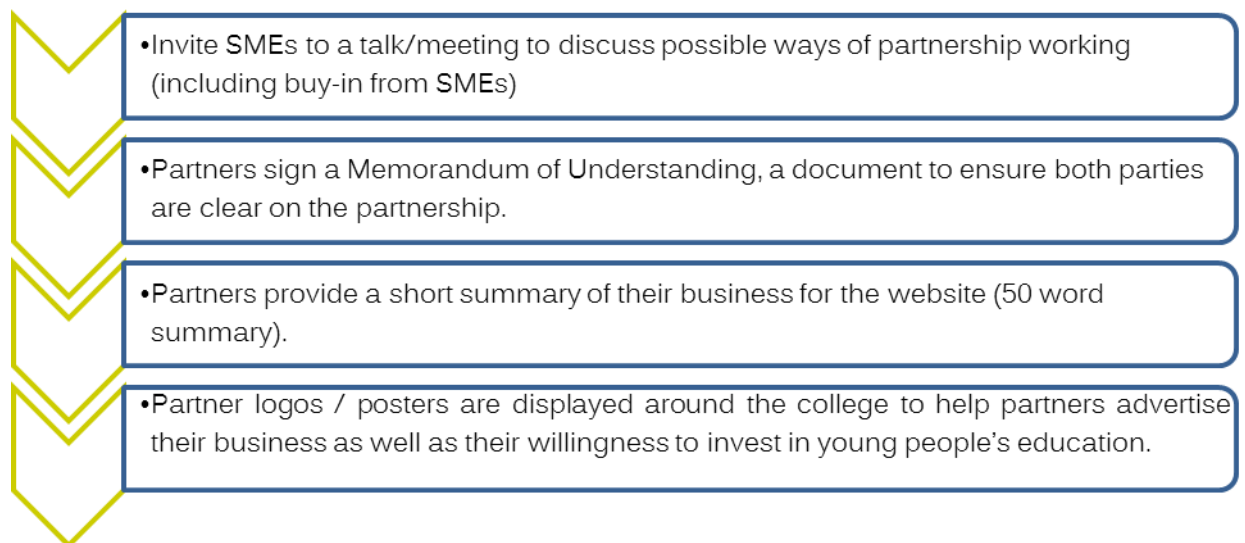 •Invite SMEs to a talk/meeting to discuss possible ways of partnership working
(including buy-in from SMEs)
•Partners sign a Memorandum of Understanding, a document to ensure both parties
are clear on the partnership.
•Partners provide a short summary of their business for the website (50 word
summary).
•Partner logos / posters are displayed around the college to help partners advertise
their business as well as their willingness to invest in young people’s education.